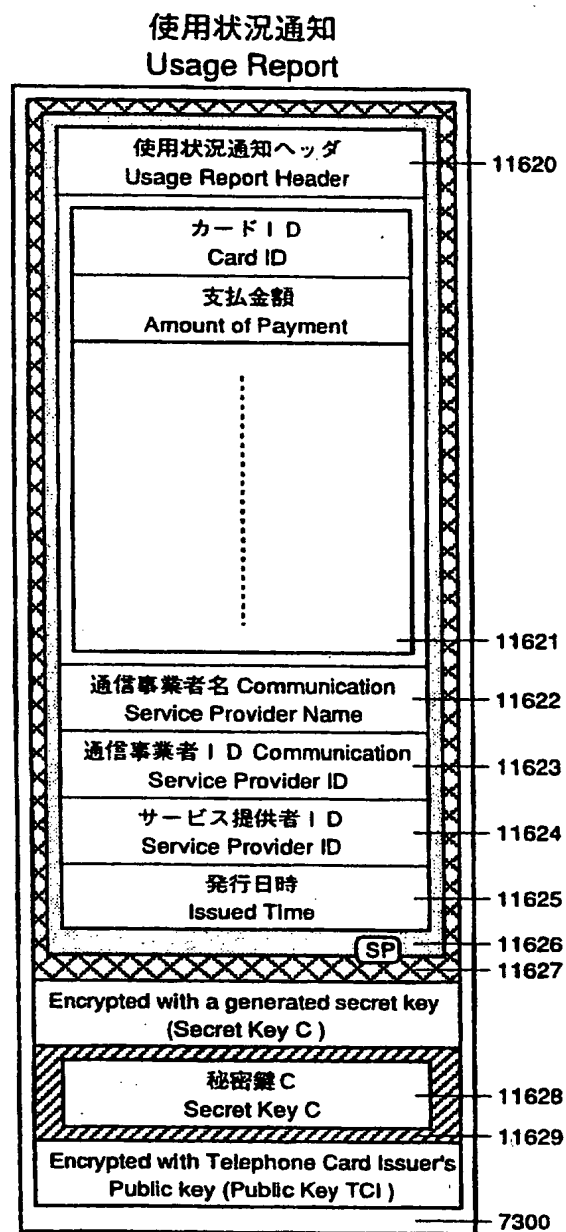 使用状況通知
Usage Report
使用状況通知ヘッダ
Usage Report Header
11620
カードＩＤ
Card ID
支払金額
Amount of Payment
11621
通信事業者名 Communication
Service Provider Name
11622
通信事業者ＩＤ Communication
Service Provider ID
11623
サービス提供者ＩＤ
Service Provider ID
11624
発行日時
Issued Time
11625
11626
SP
11627
Encrypted with a generated secret key
(Secret Key C )
秘密鍵C
Secret Key C
11628
11629
Encrypted with Telephone Card Issuer's
Public key (Public Key TCI )
7300